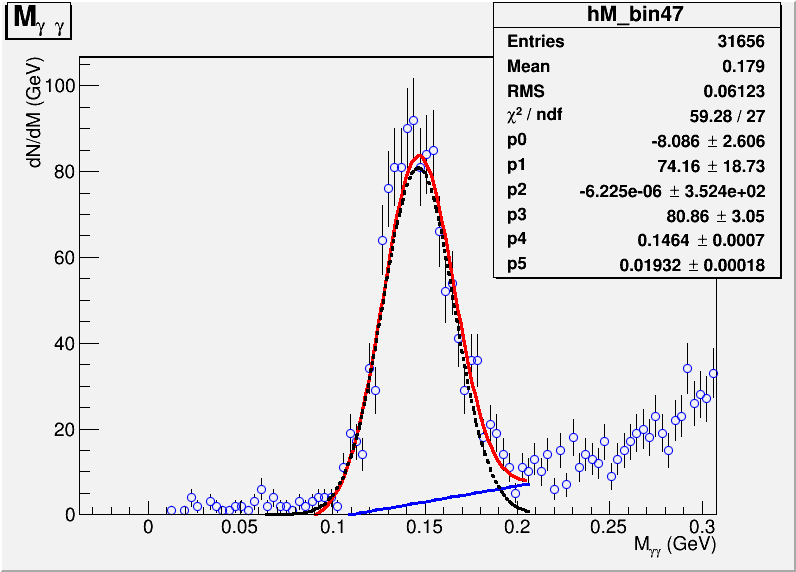 M_γγ
hM_bin47
Entries 31656
Mean 0.179
RMS 0.06123
χ² / ndf 59.28 / 27
p0 -8.086 ± 2.606
p1 74.16 ± 18.73
p2 -6.225e-06 ± 3.524e+02
p3 80.86 ± 3.05
p4 0.1464 ± 0.0007
p5 0.01932 ± 0.00018
dN/dM (GeV)
100
80
60
40
20
0
0 0.05 0.1 0.15 0.2 0.25 0.3
M_γγ (GeV)